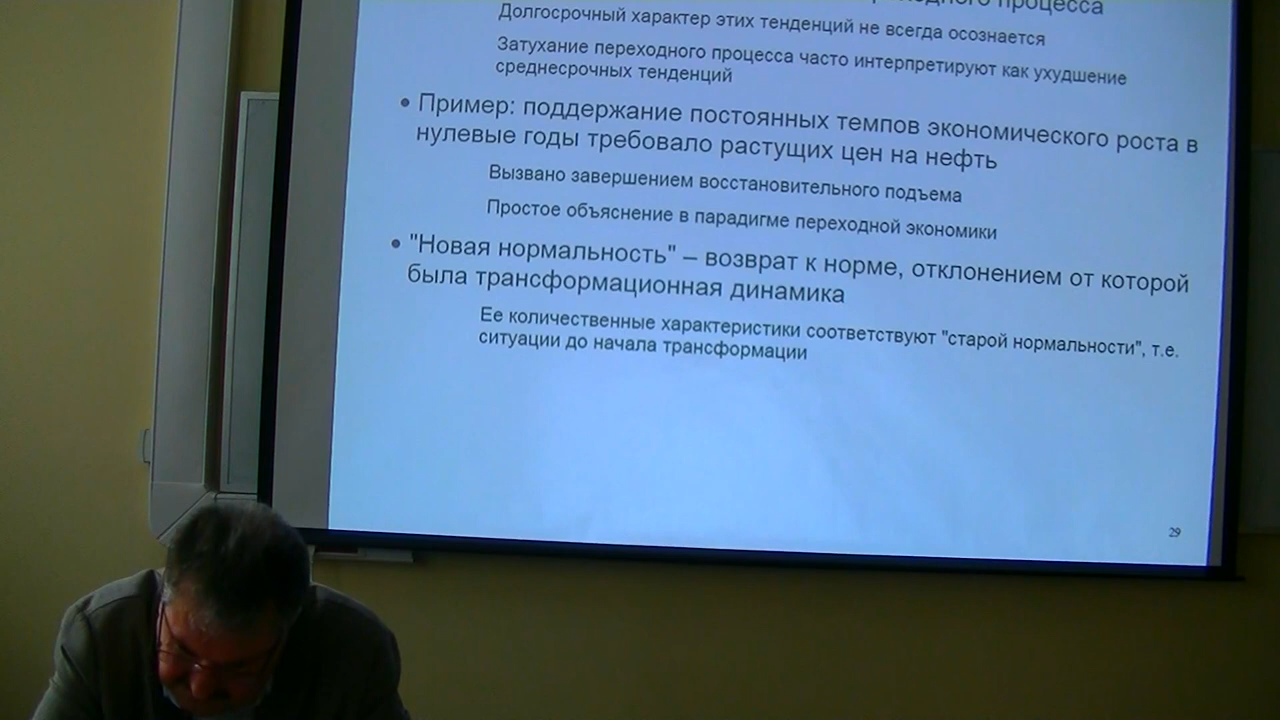 процесса
Долгосрочный характер этих тенденций не всегда осознается
Затухание переходного процесса часто интерпретируют как ухудшение
среднесрочных тенденций
• Пример: поддержание постоянных темпов экономического роста в
нулевые годы требовало растущих цен на нефть
Вызвано завершением восстановительного подъема
Простое объяснение в парадигме переходной экономики
• "Новая нормальность" – возврат к норме, отклонением от которой
была трансформационная динамика
Ее количественные характеристики соответствуют "старой нормальности", т.е.
ситуации до начала трансформации
29